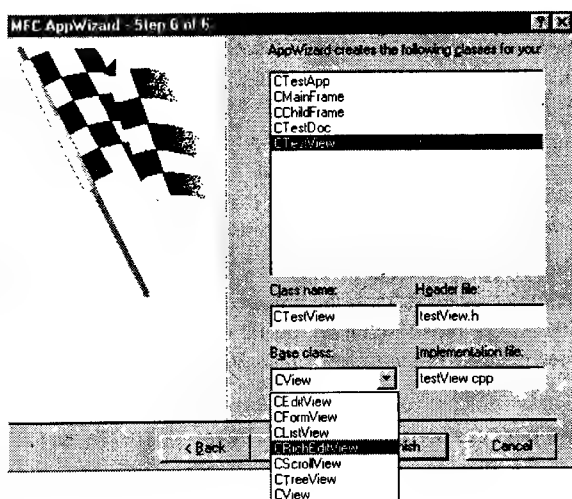 MFC AppWizard - Step 6 of 6
AppWizard creates the following classes for your
CTestApp
CMainFrame
CChildFrame
CTestDoc
CTestView
Class name: Header file:
CTestView testView.h
Base class: Implementation file:
CView testView.cpp
CEditView
CFormView
CListView
< Back CRichEditView nish Cancel
CScrollView
CTreeView
CView